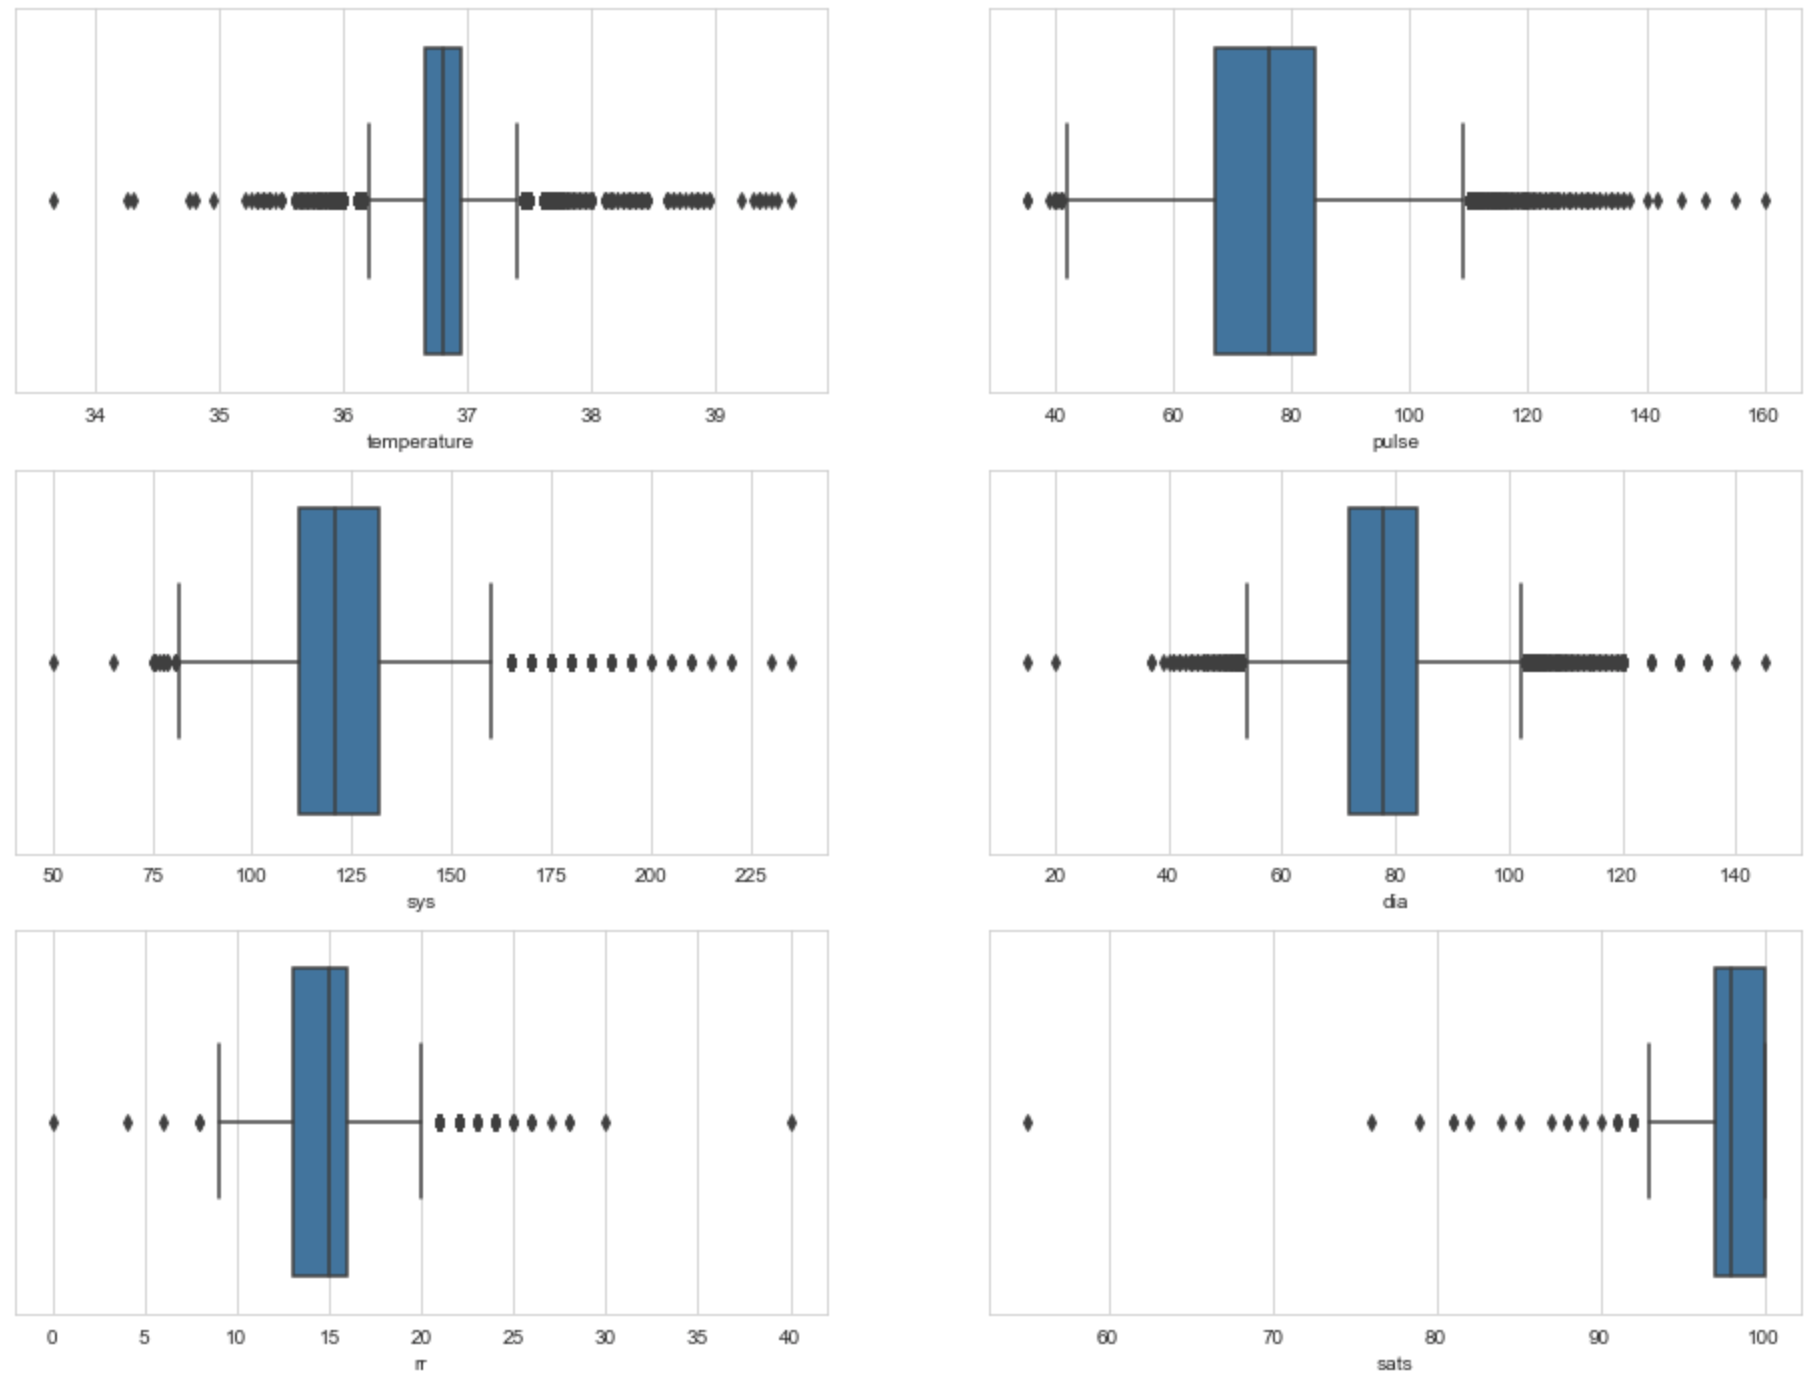 34 35 36 37 38 39
temperature
40 60 80 100 120 140 160
pulse
50 75 100 125 150 175 200 225
sys
20 40 60 80 100 120 140
dia
0 5 10 15 20 25 30 35 40
rr
60 70 80 90 100
sats